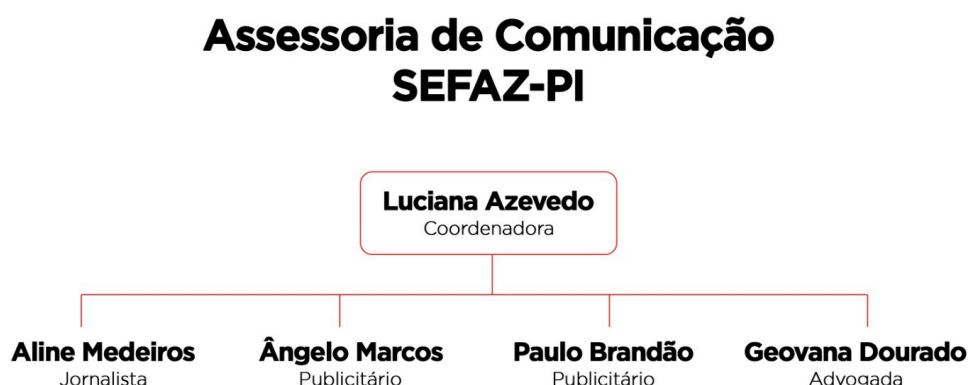 Assessoria de Comunicação
SEFAZ-PI
Luciana Azevedo
Coordenadora
Aline Medeiros
Jornalista
Ângelo Marcos
Publicitário
Paulo Brandão
Publicitário
Geovana Dourado
Advogada